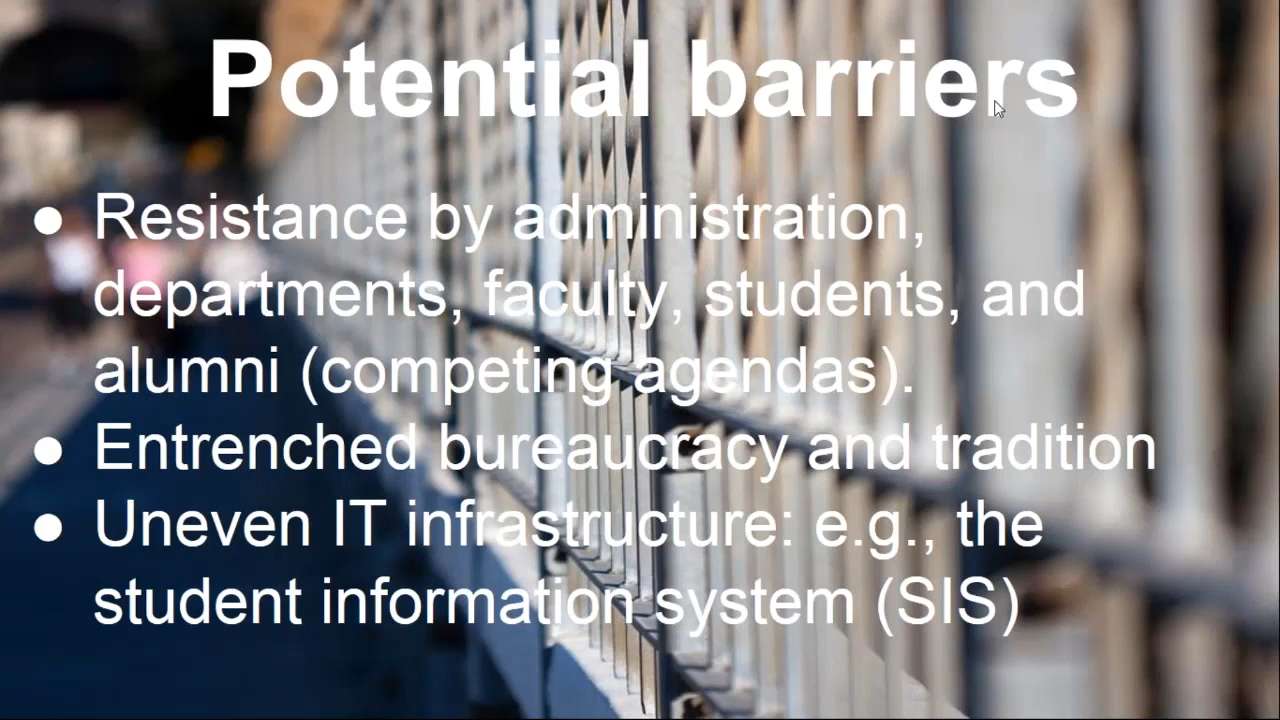 Potential barriers
● Resistance by administration,
departments, faculty, students, and
alumni (competing agendas).
● Entrenched bureaucracy and tradition
● Uneven IT infrastructure: e.g., the
student information system (SIS)